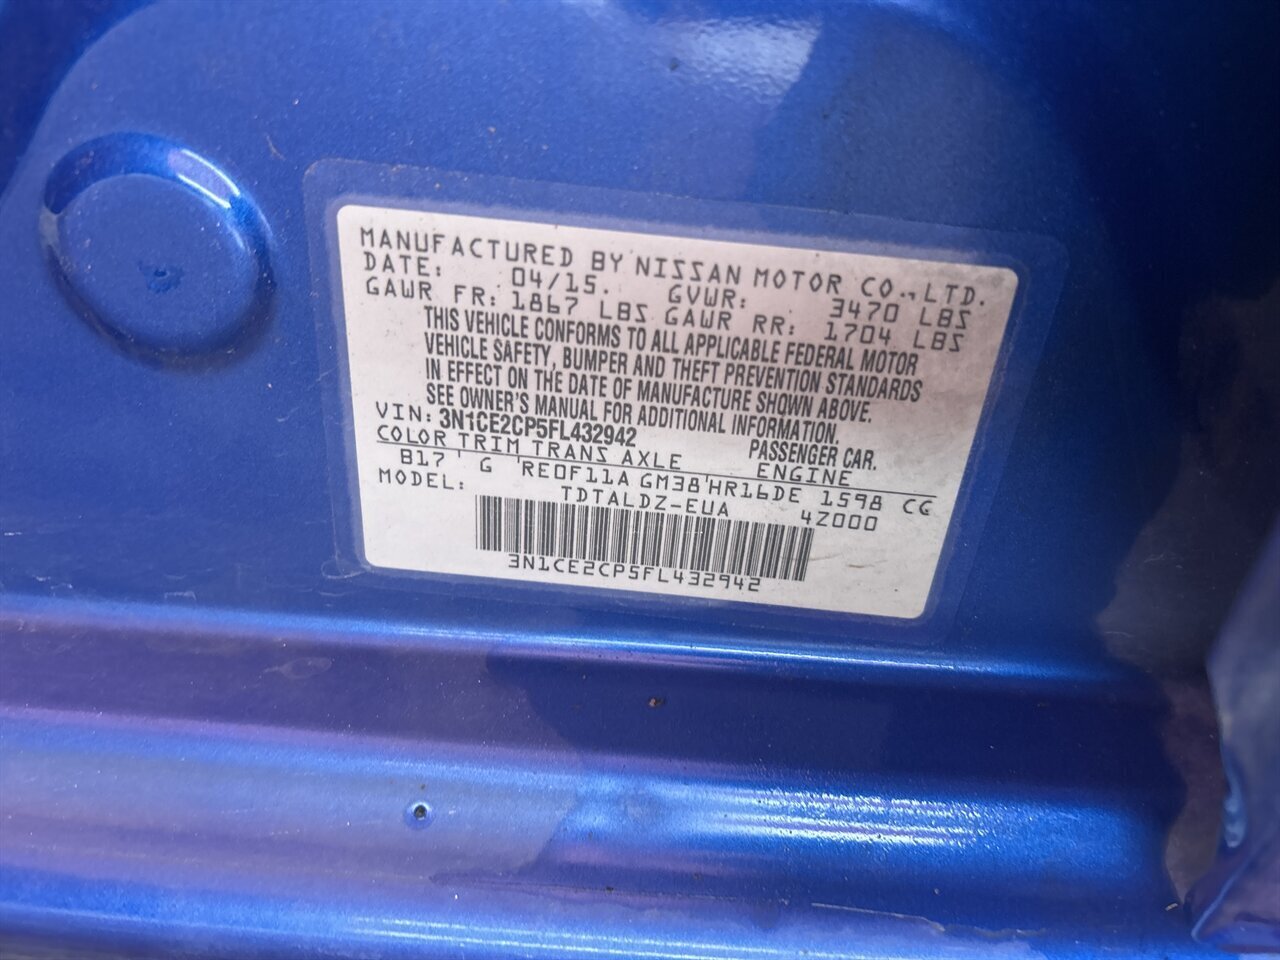 MANUFACTURED BY NISSAN MOTOR CO.,LTD.
DATE: 04/15. GVWR: 3470 LBS
GAWR FR: 1867 LBS GAWR RR: 1704 LBS
THIS VEHICLE CONFORMS TO ALL APPLICABLE FEDERAL MOTOR
VEHICLE SAFETY, BUMPER AND THEFT PREVENTION STANDARDS
IN EFFECT ON THE DATE OF MANUFACTURE SHOWN ABOVE.
SEE OWNER'S MANUAL FOR ADDITIONAL INFORMATION.
VIN: 3N1CE2CP5FL432942 PASSENGER CAR.
COLOR TRIM TRANS AXLE ENGINE
B17 ' G 'RE0F11A GM38'HR16DE 1598 CC
MODEL: TDTALDZ-EUA 4Z000
3N1CE2CP5FL432942